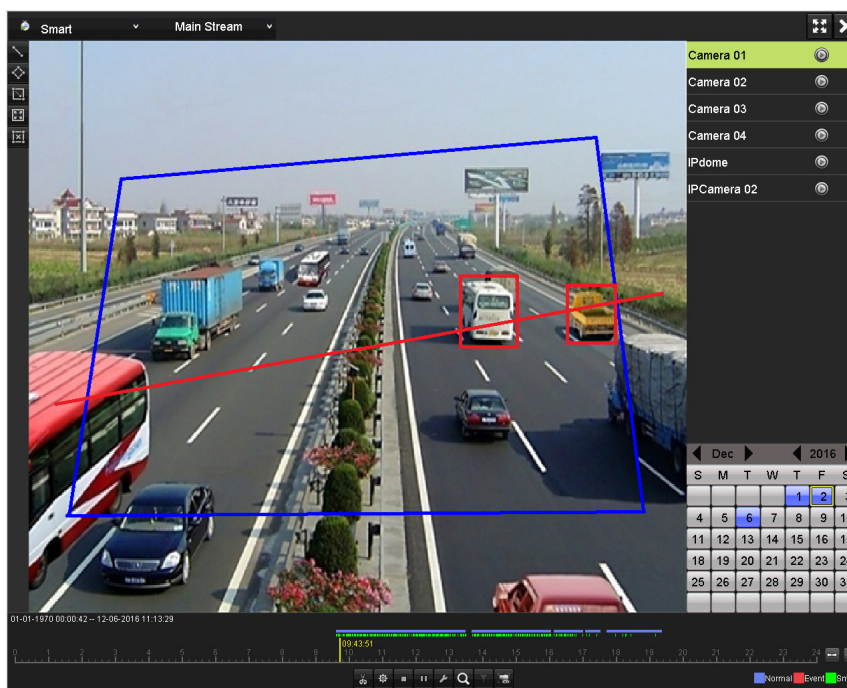 Smart
Main Stream
Camera 01
Camera 02
Camera 03
Camera 04
IPdome
IPCamera 02
Dec 2016
S M T W T F S
1 2 3
4 5 6 7 8 9
11 12 13 14 15 16
18 19 20 21 22 23
25 26 27 28 29 30
01-01-1970 00:00:42 -- 12-06-2016 11:13:29
09:43:51
0 1 2 3 4 5 6 7 8 9 10 11 12 13 14 15 16 17 18 19 20 21 22 23 24
Normal Event Sm